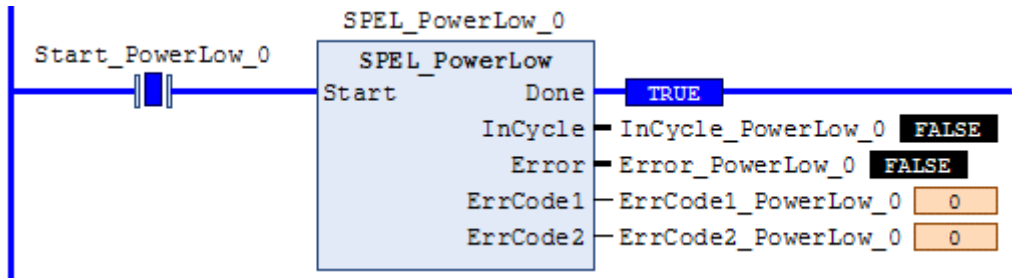 SPEL_PowerLow_0
Start_PowerLow_0
SPEL_PowerLow
Start Done TRUE
InCycle InCycle_PowerLow_0 FALSE
Error Error_PowerLow_0 FALSE
ErrCode1 ErrCode1_PowerLow_0 0
ErrCode2 ErrCode2_PowerLow_0 0